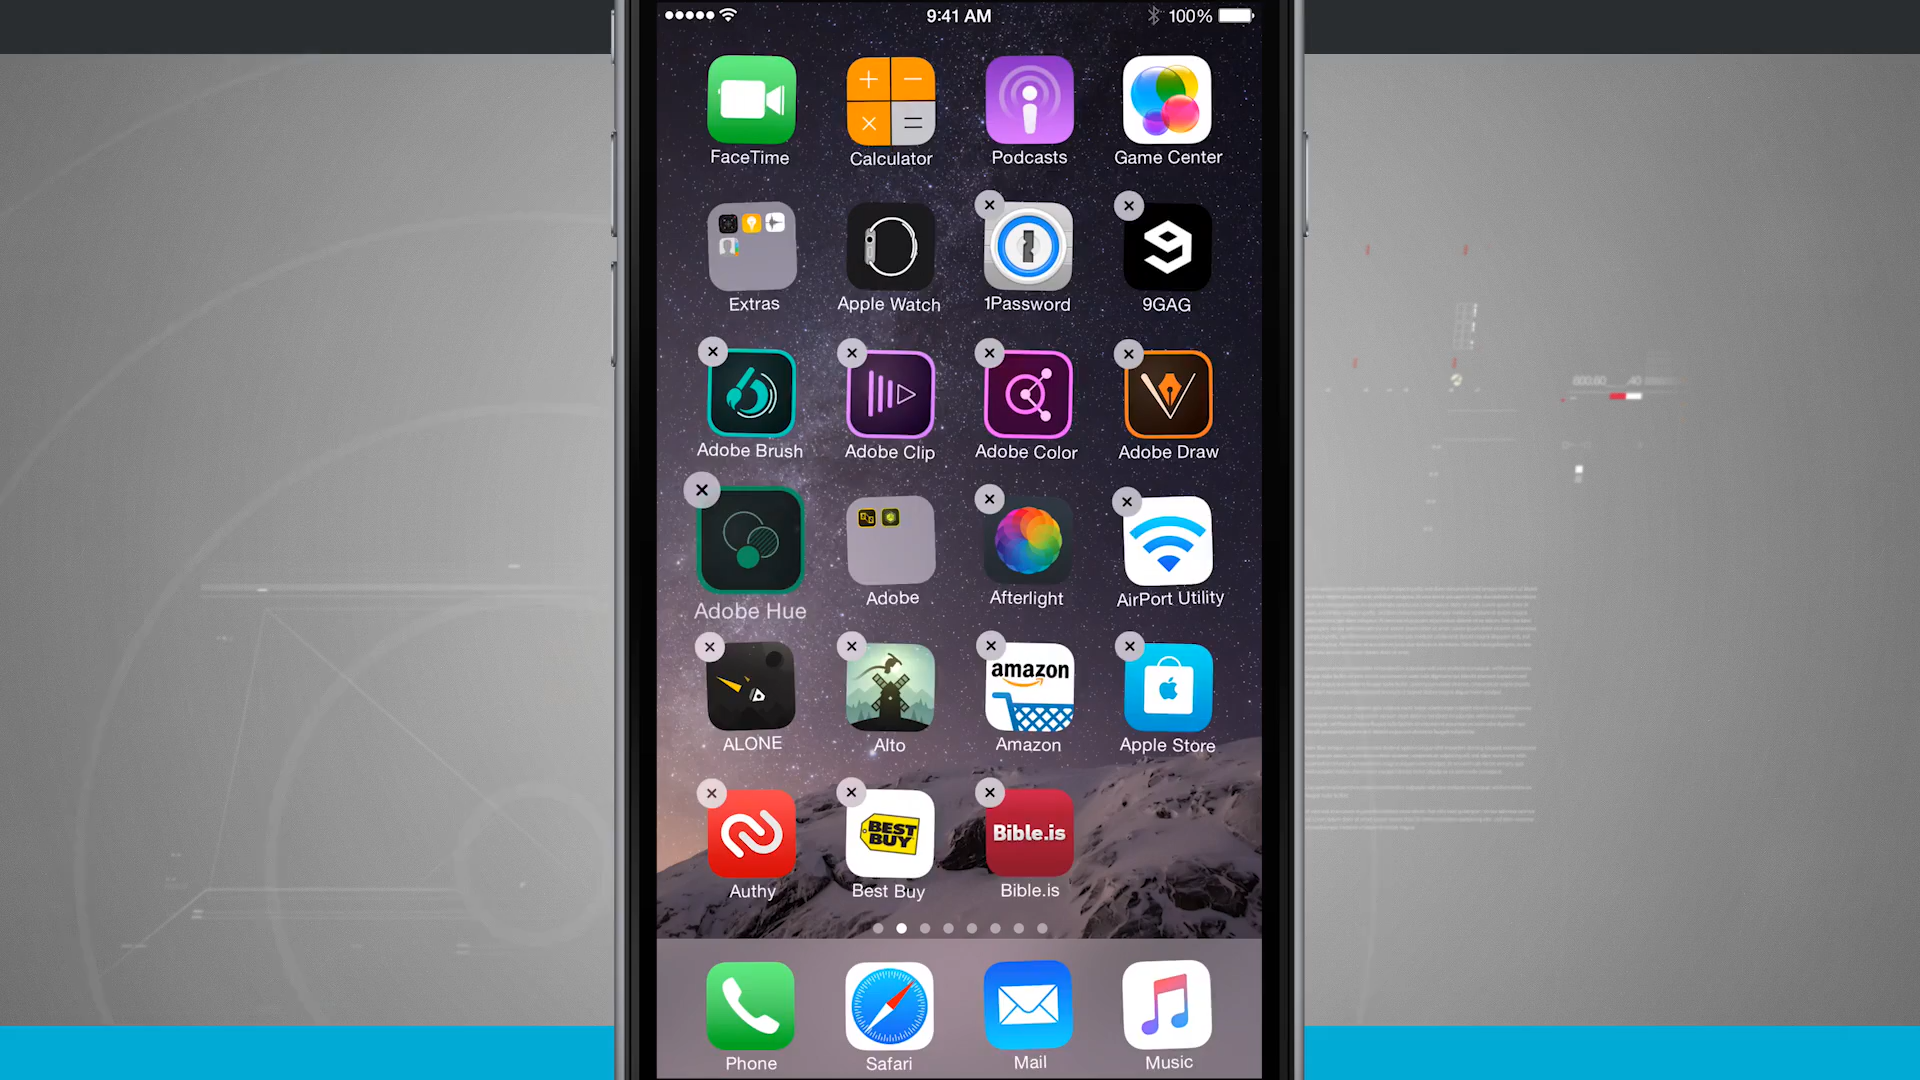 9:41 AM
100%
FaceTime
Calculator
Podcasts
Game Center
Extras
Apple Watch
1Password
9GAG
Adobe Brush
Adobe Clip
Adobe Color
Adobe Draw
Adobe Hue
Adobe
Afterlight
AirPort Utility
amazon
ALONE
Alto
Amazon
Apple Store
BEST
BUY
Bible.is
Authy
Best Buy
Bible.is
Phone
Safari
Mail
Music